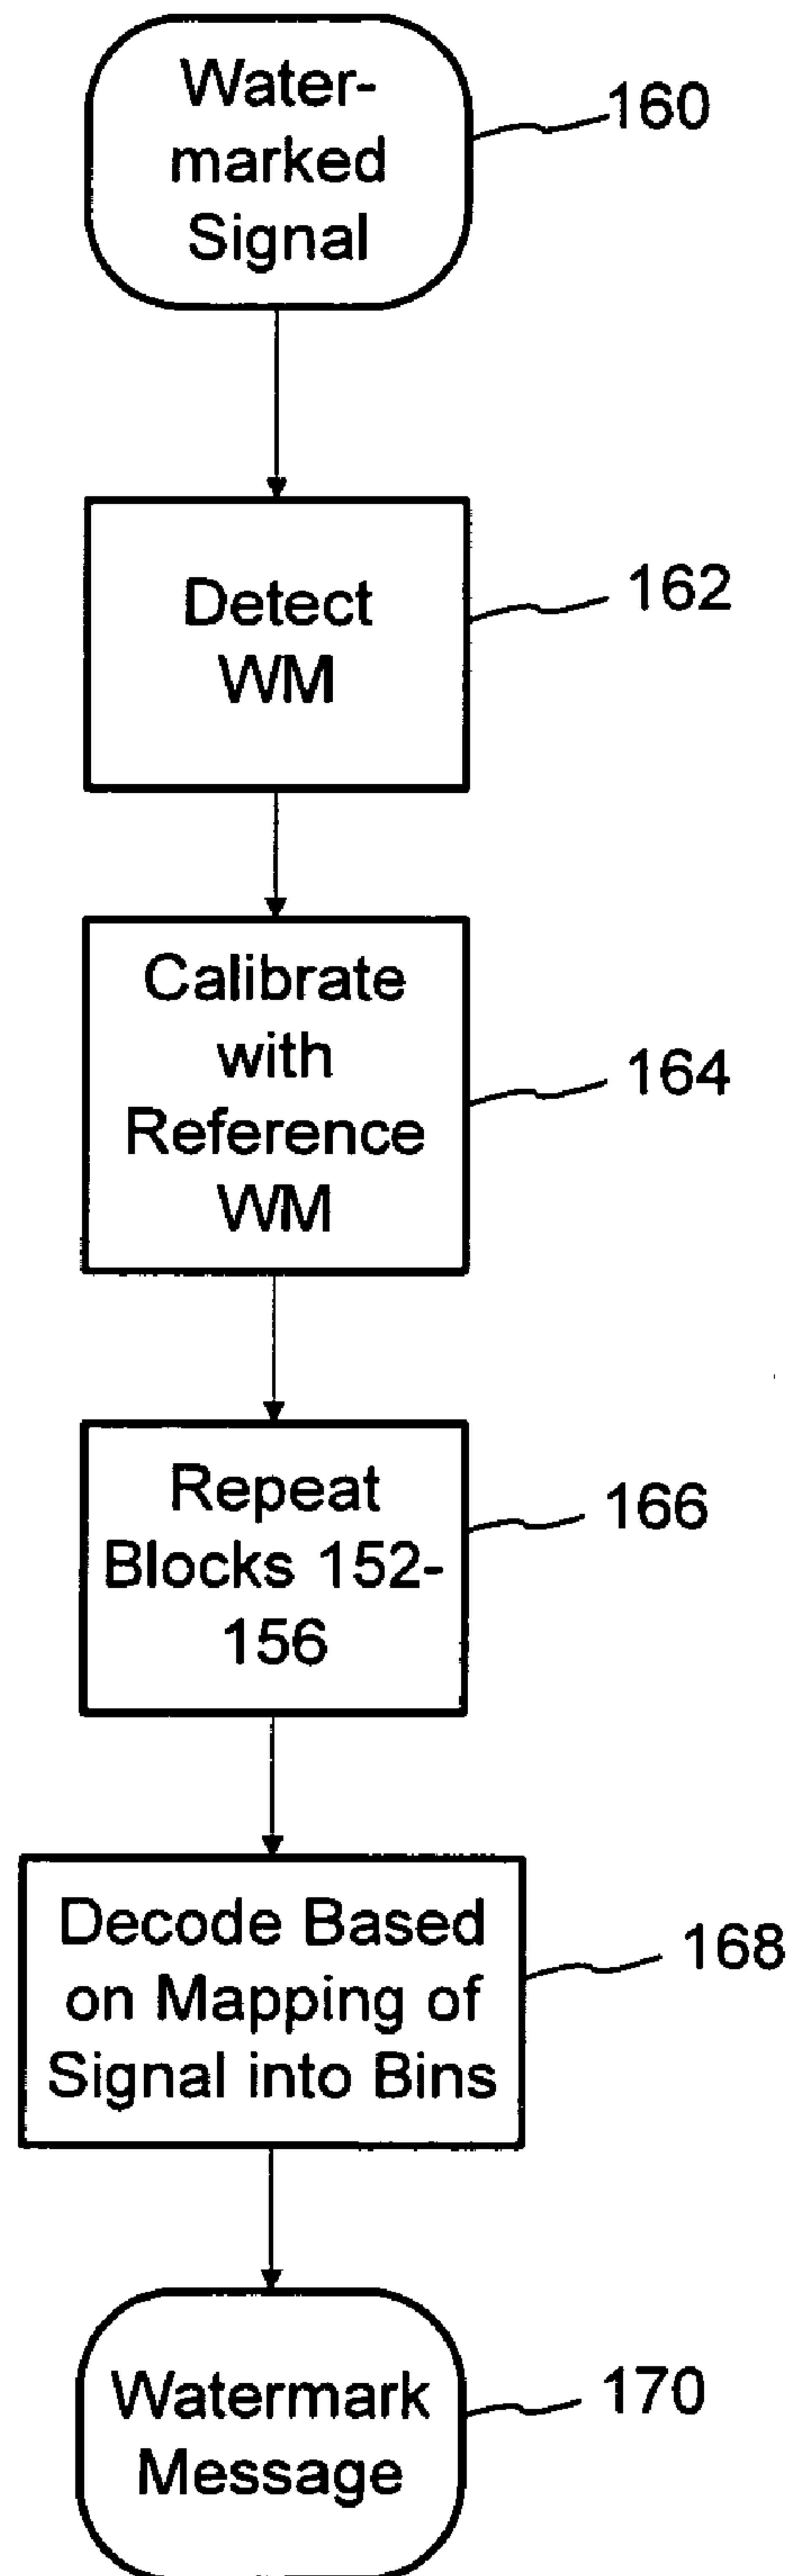 Water-
marked
Signal
160
Detect
WM
162
Calibrate
with
Reference
WM
164
Repeat
Blocks 152-
156
166
Decode Based
on Mapping of
Signal into Bins
168
Watermark
Message
170